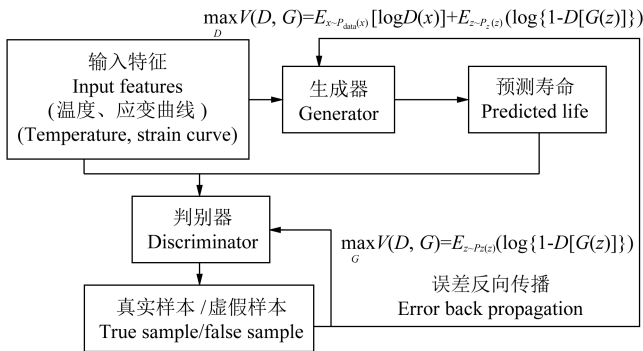 max V(D, G)=E_{x~P_{data}(x)}[logD(x)]+E_{z~P_z(z)}(log{1-D[G(z)]})
D
输入特征
Input features
(温度、应变曲线)
(Temperature, strain curve)
生成器
Generator
预测寿命
Predicted life
判别器
Discriminator
max V(D, G)=E_{z~Pz(z)}(log{1-D[G(z)]})
G
误差反向传播
Error back propagation
真实样本/虚假样本
True sample/false sample